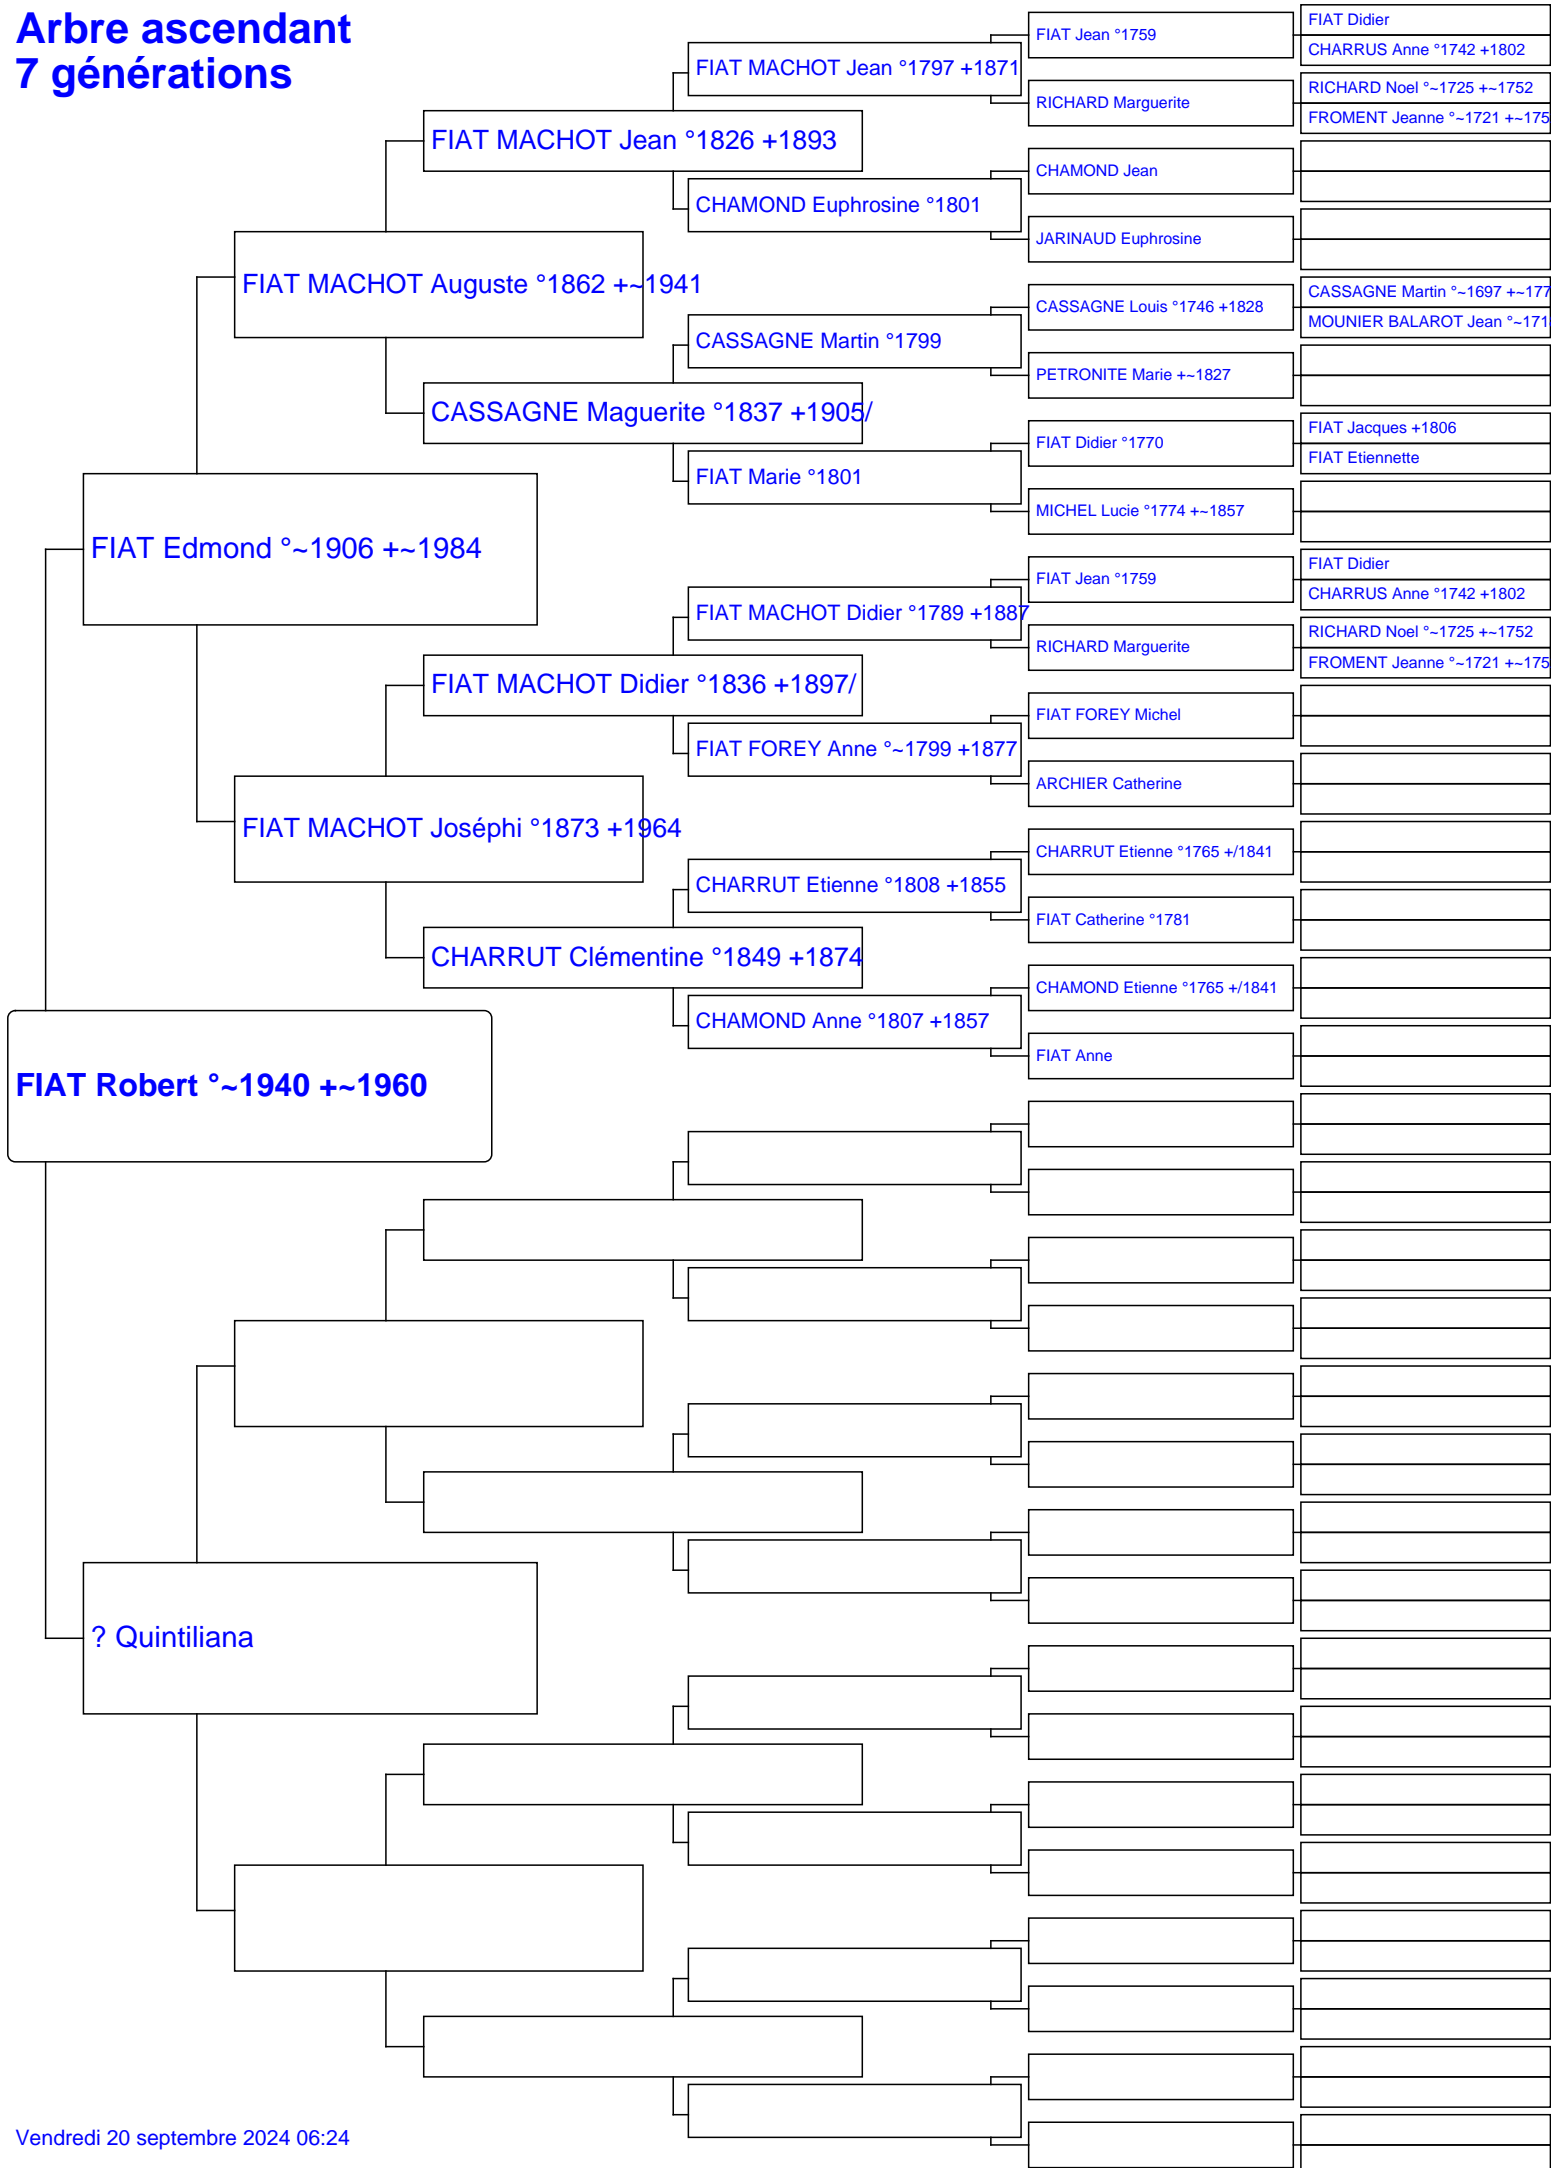 Arbre ascendant
7 générations
FIAT Robert °~1940 +~1960
FIAT Edmond °~1906 +~1984
? Quintiliana
FIAT MACHOT Auguste °1862 +~1941
FIAT MACHOT Joséphi °1873 +1964
FIAT MACHOT Jean °1826 +1893
CASSAGNE Maguerite °1837 +1905/
FIAT MACHOT Didier °1836 +1897/
CHARRUT Clémentine °1849 +1874
FIAT MACHOT Jean °1797 +1871
CHAMOND Euphrosine °1801
CASSAGNE Martin °1799
FIAT Marie °1801
FIAT MACHOT Didier °1789 +1887
FIAT FOREY Anne °~1799 +1877
CHARRUT Etienne °1808 +1855
CHAMOND Anne °1807 +1857
FIAT Jean °1759
RICHARD Marguerite
CHAMOND Jean
JARINAUD Euphrosine
CASSAGNE Louis °1746 +1828
PETRONITE Marie +~1827
FIAT Didier °1770
MICHEL Lucie °1774 +~1857
FIAT Jean °1759
RICHARD Marguerite
FIAT FOREY Michel
ARCHIER Catherine
CHARRUT Etienne °1765 +/1841
FIAT Catherine °1781
CHAMOND Etienne °1765 +/1841
FIAT Anne
FIAT Didier
CHARRUS Anne °1742 +1802
RICHARD Noel °~1725 +~1752
FROMENT Jeanne °~1721 +~175
CASSAGNE Martin °~1697 +~177
MOUNIER BALAROT Jean °~171
FIAT Jacques +1806
FIAT Etiennette
FIAT Didier
CHARRUS Anne °1742 +1802
RICHARD Noel °~1725 +~1752
FROMENT Jeanne °~1721 +~175
Vendredi 20 septembre 2024 06:24